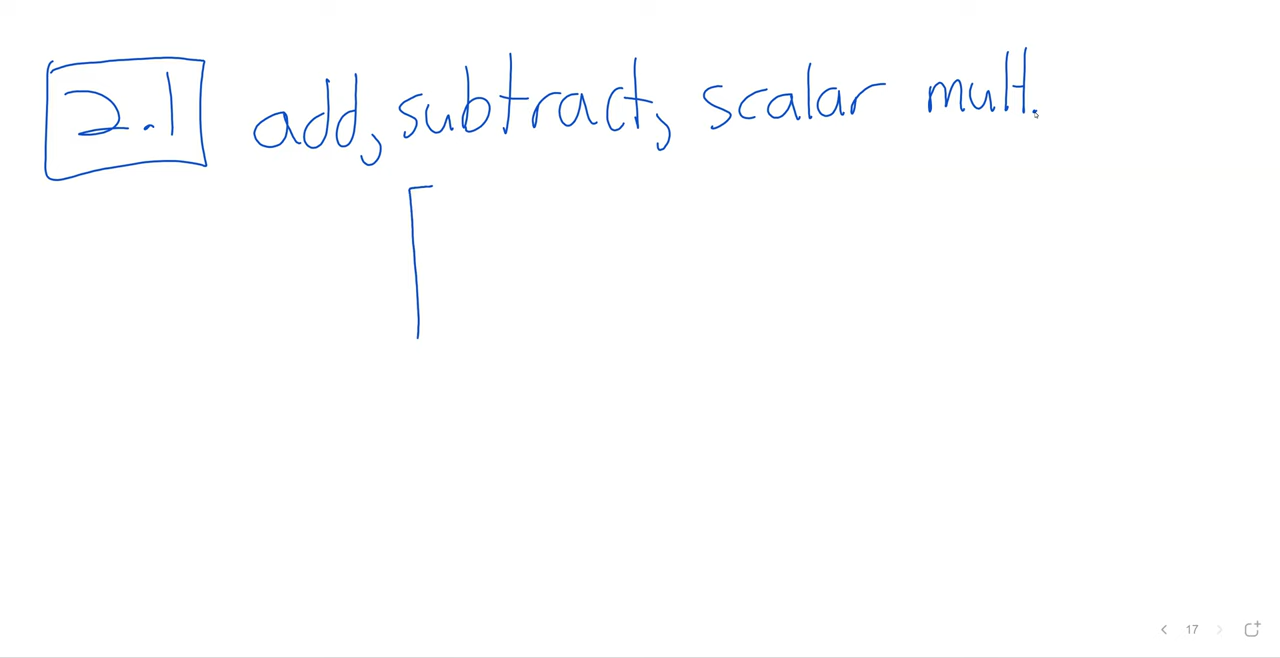 2.1 add, subtract, scalar mult.
[
17